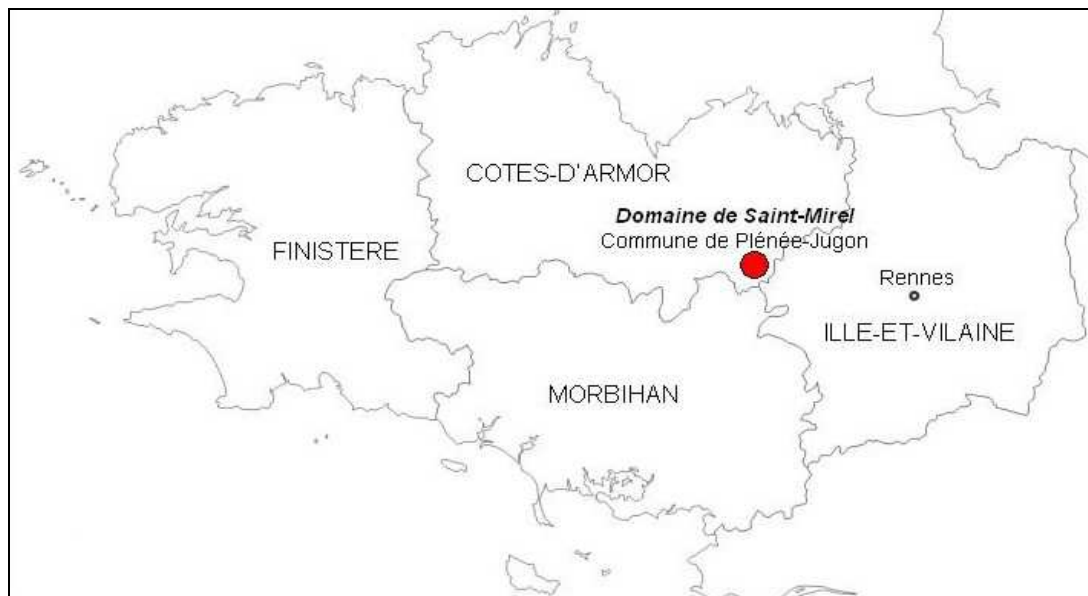 COTES-D'ARMOR
Domaine de Saint-Mirel
Commune de Plénée-Jugon
FINISTERE
Rennes
ILLE-ET-VILAINE
MORBIHAN